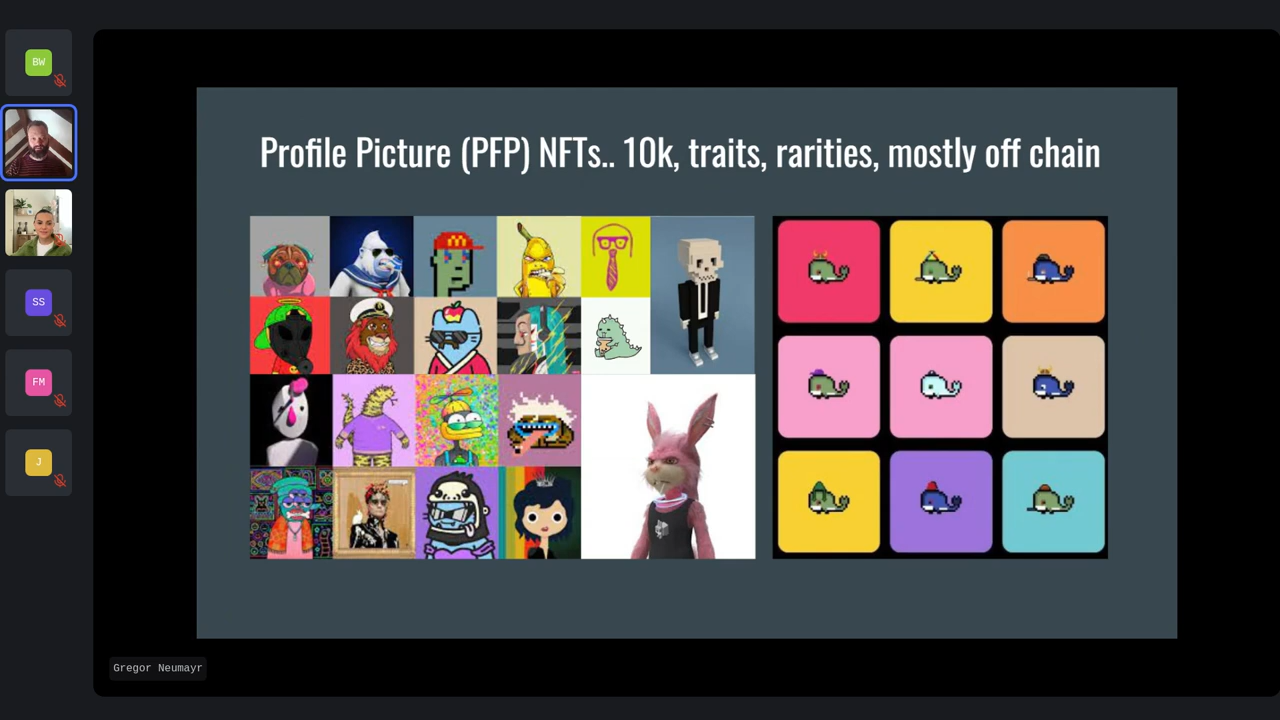 BW
SS
FM
J
Profile Picture (PFP) NFTs.. 10k, traits, rarities, mostly off chain
Gregor Neumayr